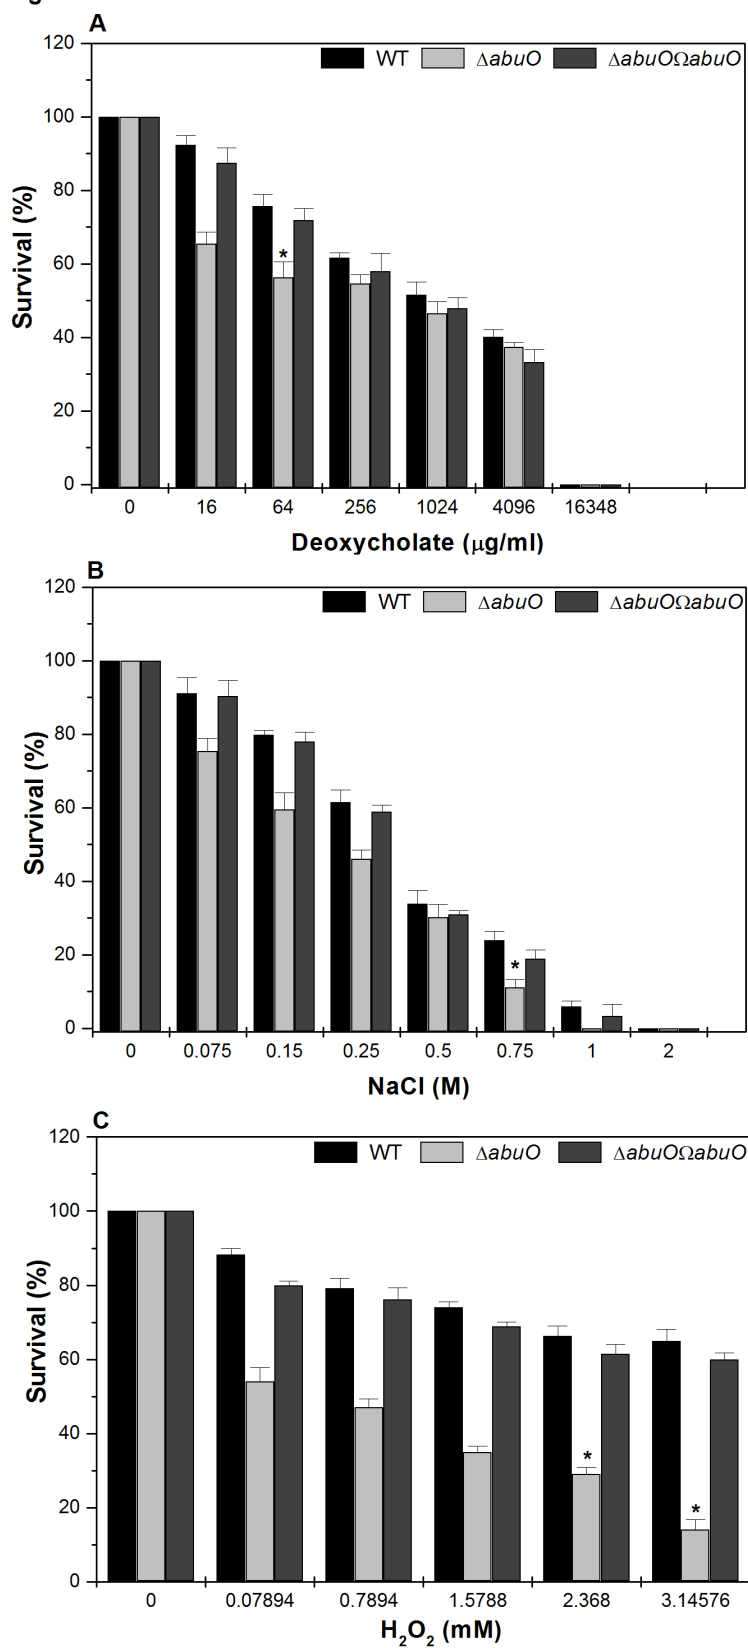 A
120
WT ΔabuO ΔabuOΩabuO
100
80
60
40
20
0
*
Survival (%)
0 16 64 256 1024 4096 16348
Deoxycholate (μg/ml)
B
120
WT ΔabuO ΔabuOΩabuO
100
80
60
40
20
0
*
Survival (%)
0 0.075 0.15 0.25 0.5 0.75 1 2
NaCl (M)
C
120
WT ΔabuO ΔabuOΩabuO
100
80
60
40
20
0
*
*
Survival (%)
0 0.07894 0.7894 1.5788 2.368 3.14576
H₂O₂ (mM)